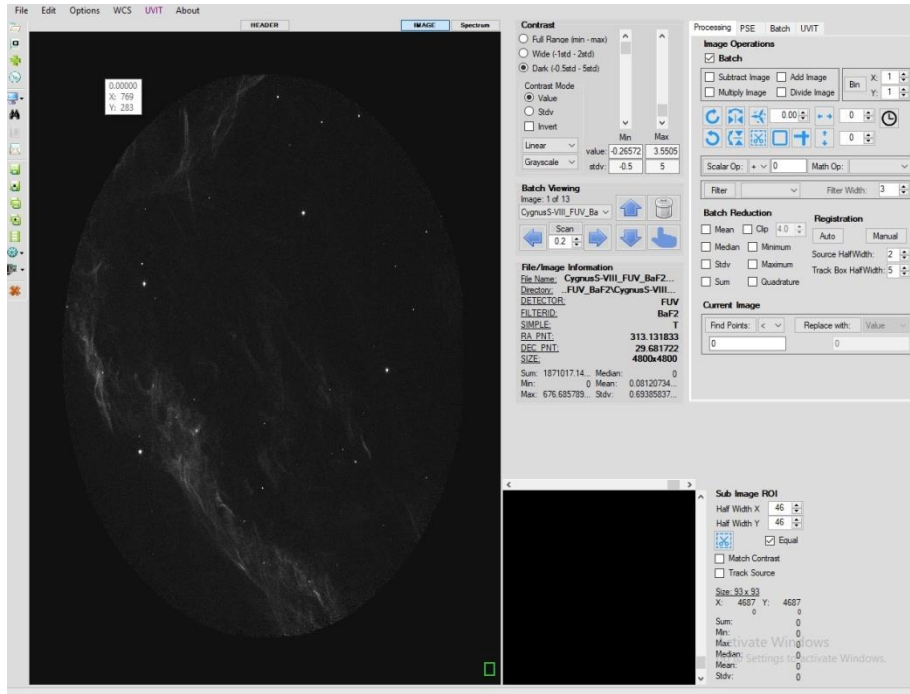 File Edit Options WCS UVIT About
HEADER IMAGE Spectrum
0.00000
X: 769
Y: 283
Contrast
Full Range (min - max)
Wide (-1std - 2std)
Dark (-0.5std - 5std)
Contrast Mode
Value
Stdv
Invert
Min Max
Linear value: -0.26572 3.5505
Grayscale stdv: -0.5 5
Batch Viewing
Image: 1 of 13
CygnusS-VIII_FUV_Ba
Scan
0.2
File/Image Information
File Name: CygnusS-VIII_FUV_BaF2...
Directory: ..FUV_BaF2\CygnusS-VIII...
DETECTOR: FUV
FILTERID: BaF2
SIMPLE: T
RA_PNT: 313.131833
DEC_PNT: 29.681722
SIZE: 4800x4800
Sum: 1871017.14... Median: 0
Min: 0 Mean: 0.08120734...
Max: 676.685789... Stdv: 0.69385837...
Processing PSE Batch UVIT
Image Operations
Batch
Subtract Image Add Image
Multiply Image Divide Image
Bin X: 1
Y: 1
0.00 0
0
Scalar Op: + 0 Math Op:
Filter Filter Width: 3
Batch Reduction
Mean Clip 4.0
Median Minimum
Stdv Maximum
Sum Quadrature
Registration
Auto Manual
Source HalfWidth: 2
Track Box HalfWidth: 5
Current Image
Find Points: < Replace with: Value
0 0
Sub Image ROI
Half Width X 46
Half Width Y 46
Equal
Match Contrast
Track Source
Size: 93 x 93
X: 4687 Y: 4687
0 0
Sum: 0
Min: 0
Max: 0
Median: 0
Mean: 0
Stdv: 0
Activate Windows
Go to Settings to activate Windows.